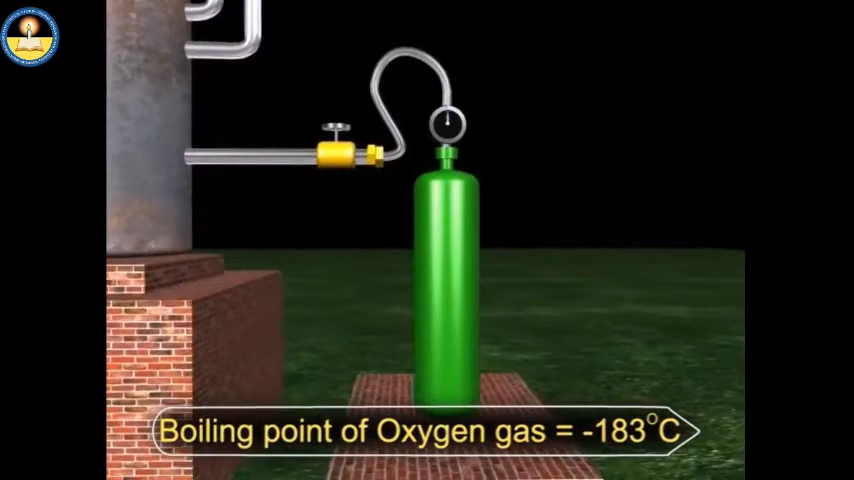 Boiling point of Oxygen gas = -183°C